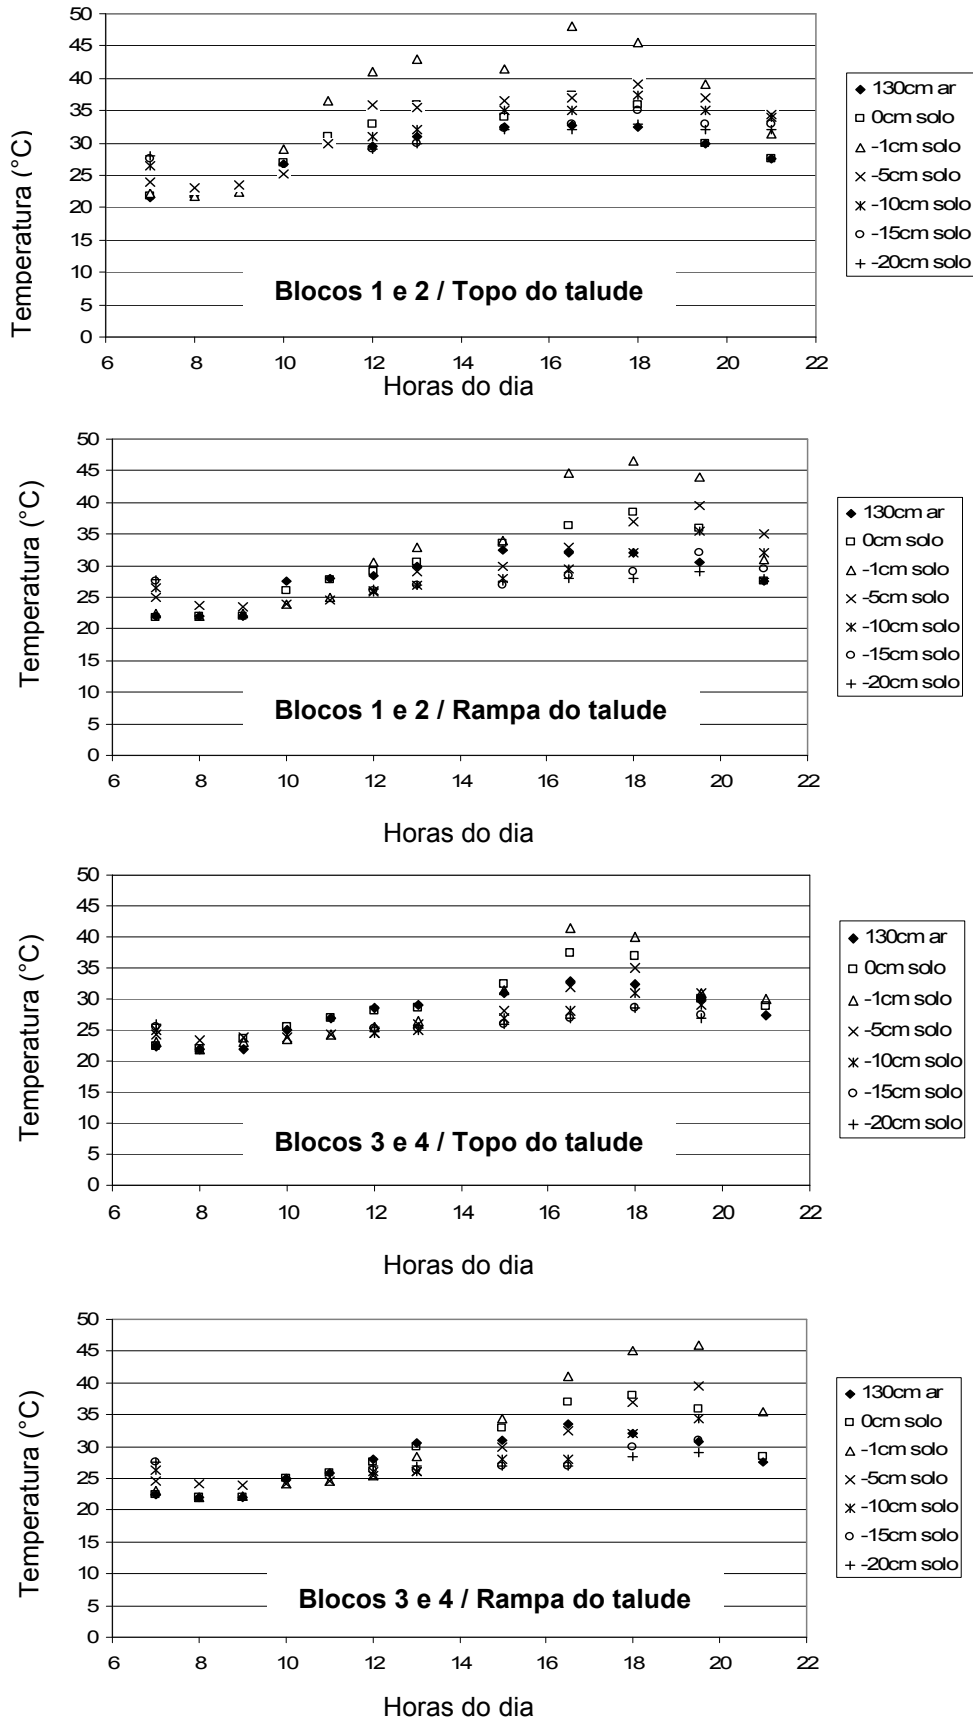 Temperatura (°C)
50
45
40
35
30
25
20
15
10
5
0
Blocos 1 e 2 / Topo do talude
6 8 10 12 14 16 18 20 22
Horas do dia
130cm ar
0cm solo
-1cm solo
-5cm solo
-10cm solo
-15cm solo
-20cm solo
Temperatura (°C)
50
45
40
35
30
25
20
15
10
5
0
Blocos 1 e 2 / Rampa do talude
6 8 10 12 14 16 18 20 22
Horas do dia
130cm ar
0cm solo
-1cm solo
-5cm solo
-10cm solo
-15cm solo
-20cm solo
Temperatura (°C)
50
45
40
35
30
25
20
15
10
5
0
Blocos 3 e 4 / Topo do talude
6 8 10 12 14 16 18 20 22
Horas do dia
130cm ar
0cm solo
-1cm solo
-5cm solo
-10cm solo
-15cm solo
-20cm solo
Temperatura (°C)
50
45
40
35
30
25
20
15
10
5
0
Blocos 3 e 4 / Rampa do talude
6 8 10 12 14 16 18 20 22
Horas do dia
130cm ar
0cm solo
-1cm solo
-5cm solo
-10cm solo
-15cm solo
-20cm solo